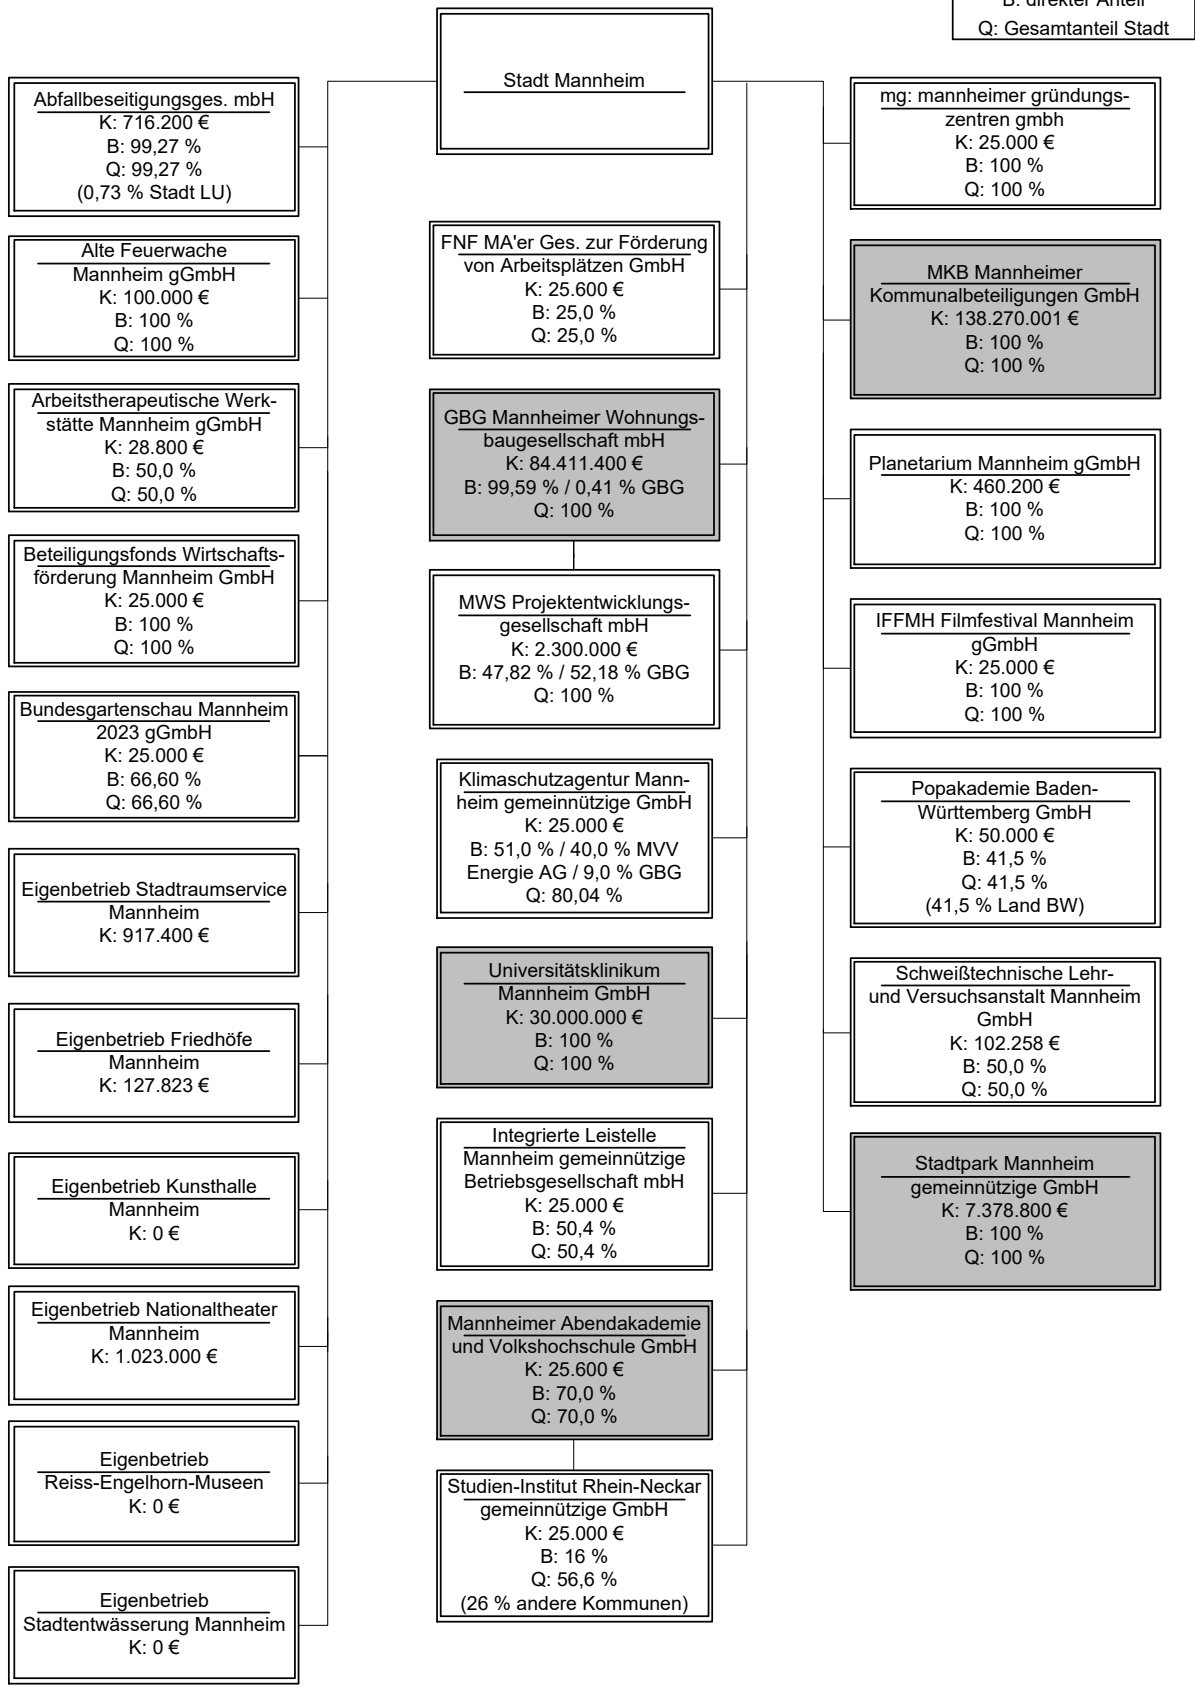 B: direkter Anteil
Q: Gesamtanteil Stadt
Stadt Mannheim
Abfallbeseitigungsges. mbH
K: 716.200 €
B: 99,27 %
Q: 99,27 %
(0,73 % Stadt LU)
Alte Feuerwache
Mannheim gGmbH
K: 100.000 €
B: 100 %
Q: 100 %
Arbeitstherapeutische Werk-
stätte Mannheim gGmbH
K: 28.800 €
B: 50,0 %
Q: 50,0 %
Beteiligungsfonds Wirtschafts-
förderung Mannheim GmbH
K: 25.000 €
B: 100 %
Q: 100 %
Bundesgartenschau Mannheim
2023 gGmbH
K: 25.000 €
B: 66,60 %
Q: 66,60 %
Eigenbetrieb Stadtraumservice
Mannheim
K: 917.400 €
Eigenbetrieb Friedhöfe
Mannheim
K: 127.823 €
Eigenbetrieb Kunsthalle
Mannheim
K: 0 €
Eigenbetrieb Nationaltheater
Mannheim
K: 1.023.000 €
Eigenbetrieb
Reiss-Engelhorn-Museen
K: 0 €
Eigenbetrieb
Stadtentwässerung Mannheim
K: 0 €
FNF MA'er Ges. zur Förderung
von Arbeitsplätzen GmbH
K: 25.600 €
B: 25,0 %
Q: 25,0 %
GBG Mannheimer Wohnungs-
baugesellschaft mbH
K: 84.411.400 €
B: 99,59 % / 0,41 % GBG
Q: 100 %
MWS Projektentwicklungs-
gesellschaft mbH
K: 2.300.000 €
B: 47,82 % / 52,18 % GBG
Q: 100 %
Klimaschutzagentur Mann-
heim gemeinnützige GmbH
K: 25.000 €
B: 51,0 % / 40,0 % MVV
Energie AG / 9,0 % GBG
Q: 80,04 %
Universitätsklinikum
Mannheim GmbH
K: 30.000.000 €
B: 100 %
Q: 100 %
Integrierte Leistelle
Mannheim gemeinnützige
Betriebsgesellschaft mbH
K: 25.000 €
B: 50,4 %
Q: 50,4 %
Mannheimer Abendakademie
und Volkshochschule GmbH
K: 25.600 €
B: 70,0 %
Q: 70,0 %
Studien-Institut Rhein-Neckar
gemeinnützige GmbH
K: 25.000 €
B: 16 %
Q: 56,6 %
(26 % andere Kommunen)
mg: mannheimer gründungs-
zentren gmbh
K: 25.000 €
B: 100 %
Q: 100 %
MKB Mannheimer
Kommunalbeteiligungen GmbH
K: 138.270.001 €
B: 100 %
Q: 100 %
Planetarium Mannheim gGmbH
K: 460.200 €
B: 100 %
Q: 100 %
IFFMH Filmfestival Mannheim
gGmbH
K: 25.000 €
B: 100 %
Q: 100 %
Popakademie Baden-
Württemberg GmbH
K: 50.000 €
B: 41,5 %
Q: 41,5 %
(41,5 % Land BW)
Schweißtechnische Lehr-
und Versuchsanstalt Mannheim
GmbH
K: 102.258 €
B: 50,0 %
Q: 50,0 %
Stadtpark Mannheim
gemeinnützige GmbH
K: 7.378.800 €
B: 100 %
Q: 100 %